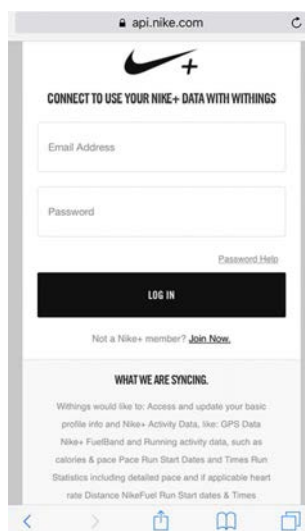 api.nike.com
+
CONNECT TO USE YOUR NIKE+ DATA WITH WITHINGS
Email Address
Password
Password Help
LOG IN
Not a Nike+ member? Join Now.
WHAT WE ARE SYNCING.
Withings would like to: Access and update your basic
profile info and Nike+ Activity Data, like: GPS Data
Nike+ FuelBand and Running activity data, such as
calories & pace Pace Run Start Dates and Times Run
Statistics including detailed pace and if applicable heart
rate Distance NikeFuel Run Start dates & Times